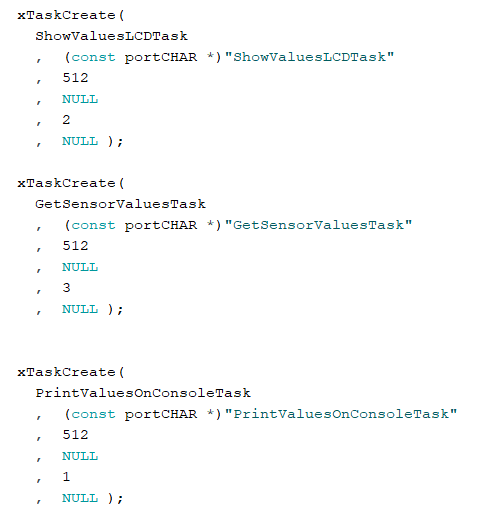 xTaskCreate(
ShowValuesLCDTask
, (const portCHAR *)"ShowValuesLCDTask"
, 512
, NULL
, 2
, NULL );
xTaskCreate(
GetSensorValuesTask
, (const portCHAR *)"GetSensorValuesTask"
, 512
, NULL
, 3
, NULL );
xTaskCreate(
PrintValuesOnConsoleTask
, (const portCHAR *)"PrintValuesOnConsoleTask"
, 512
, NULL
, 1
, NULL );